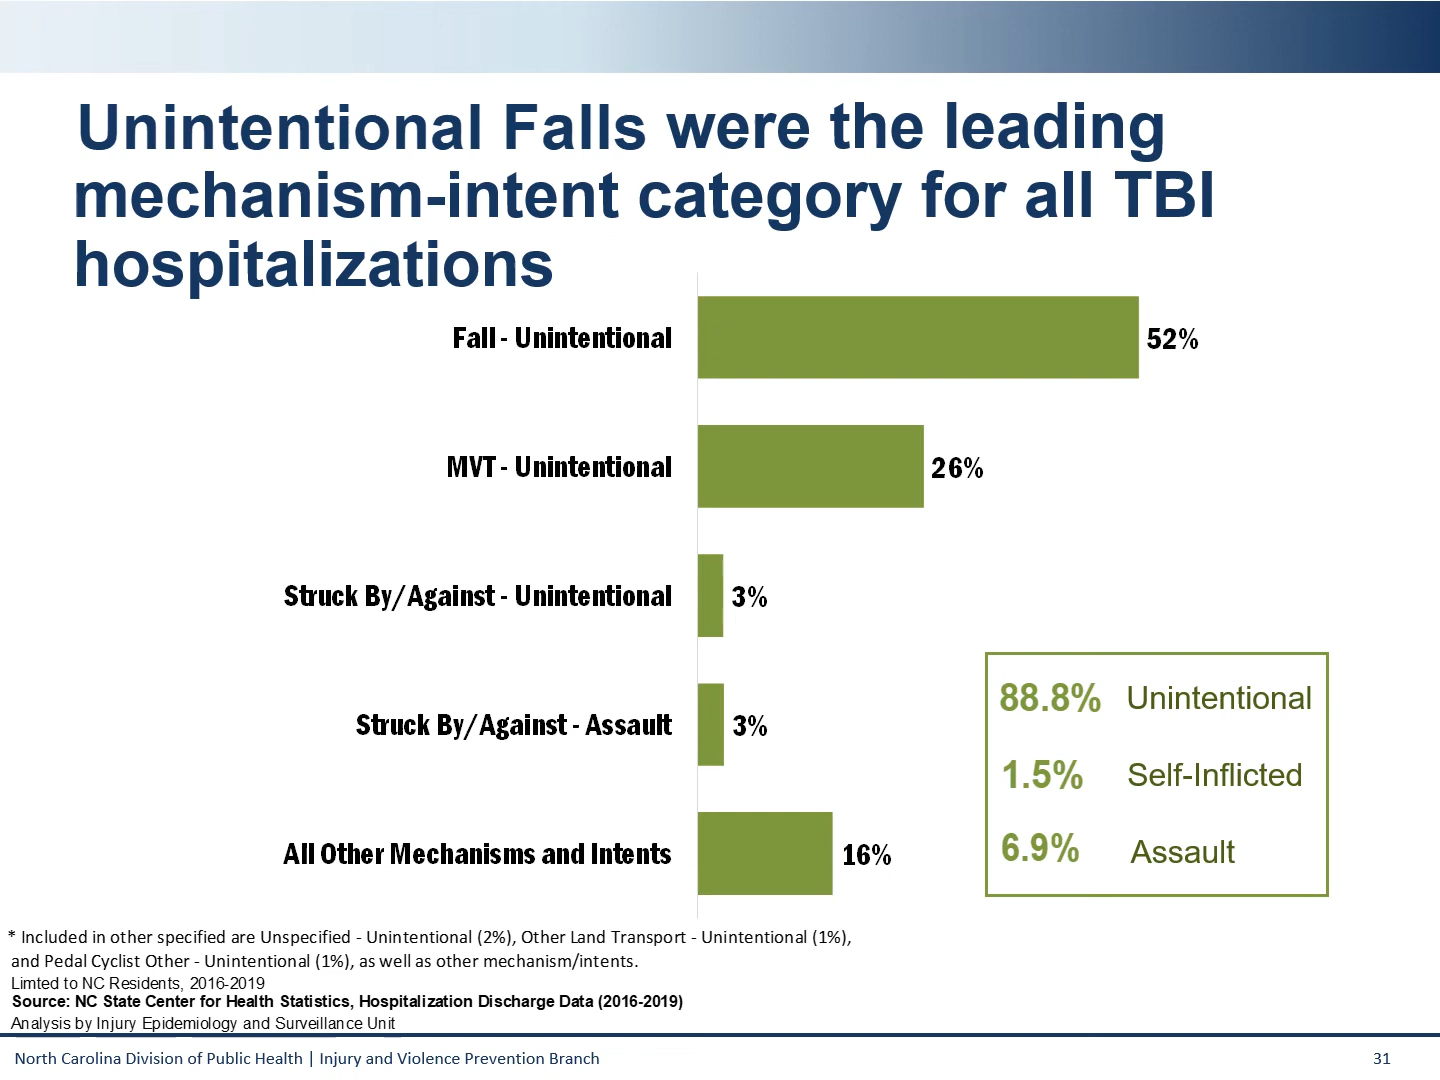 Unintentional Falls were the leading
mechanism-intent category for all TBI
hospitalizations
Fall - Unintentional 52%
MVT - Unintentional 26%
Struck By/Against - Unintentional 3%
Struck By/Against - Assault 3%
All Other Mechanisms and Intents 16%
88.8% Unintentional
1.5% Self-Inflicted
6.9% Assault
* Included in other specified are Unspecified - Unintentional (2%), Other Land Transport - Unintentional (1%),
and Pedal Cyclist Other - Unintentional (1%), as well as other mechanism/intents.
Limted to NC Residents, 2016-2019
Source: NC State Center for Health Statistics, Hospitalization Discharge Data (2016-2019)
Analysis by Injury Epidemiology and Surveillance Unit
North Carolina Division of Public Health | Injury and Violence Prevention Branch 31